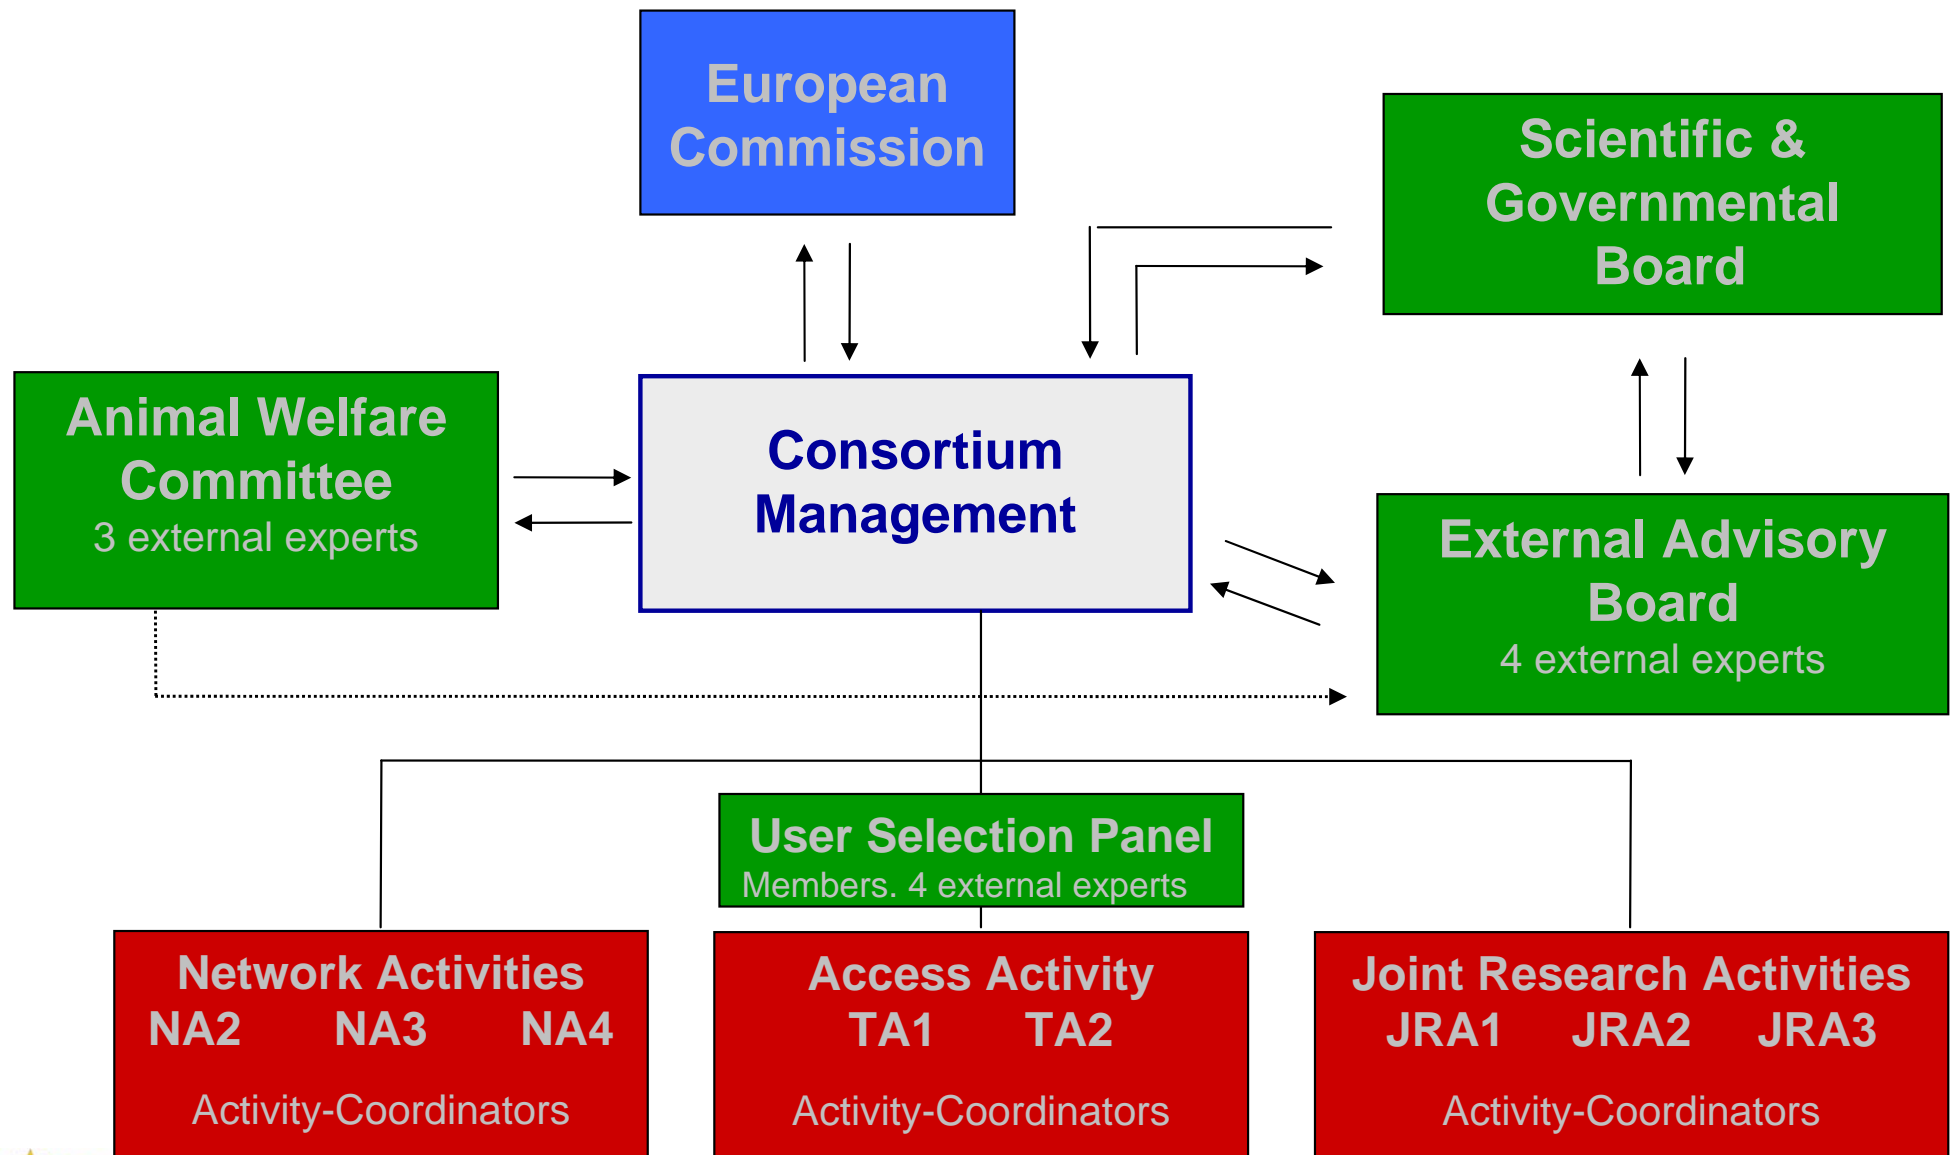 European
Commission
Scientific &
Governmental
Board
Animal Welfare
Committee
3 external experts
Consortium
Management
External Advisory
Board
4 external experts
User Selection Panel
Members. 4 external experts
Network Activities
NA2 NA3 NA4
Activity-Coordinators
Access Activity
TA1 TA2
Activity-Coordinators
Joint Research Activities
JRA1 JRA2 JRA3
Activity-Coordinators